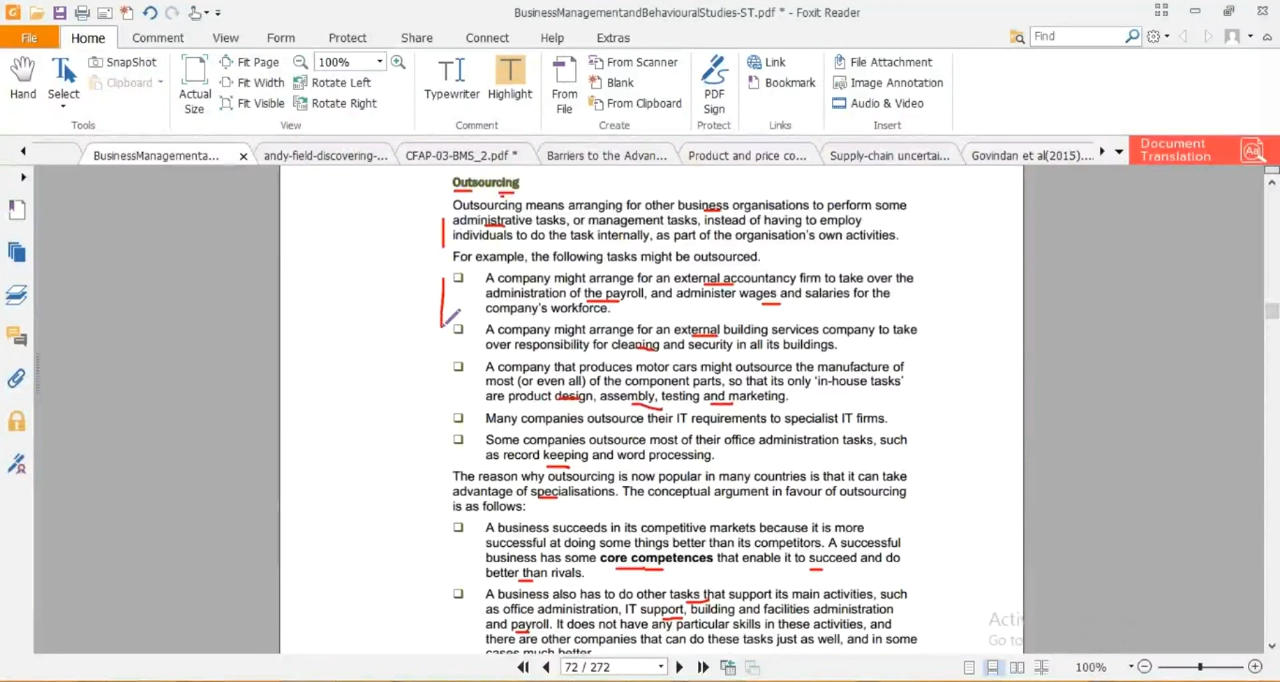 BusinessManagementandBehaviouralStudies-ST.pdf * - Foxit Reader
File Home Comment View Form Protect Share Connect Help Extras Find
Hand Select SnapShot Clipboard Actual Size Fit Page Fit Width Fit Visible 100% Rotate Left Rotate Right Typewriter Highlight From File From Scanner Blank From Clipboard PDF Sign Link Bookmark File Attachment Image Annotation Audio & Video
Tools View Comment Create Protect Links Insert
BusinessManagementa... andy-field-discovering-... CFAP-03-BMS_2.pdf * Barriers to the Advan... Product and price co... Supply-chain uncertai... Govindan et al(2015).... Document Translation
Outsourcing
Outsourcing means arranging for other business organisations to perform some
administrative tasks, or management tasks, instead of having to employ
individuals to do the task internally, as part of the organisation's own activities.
For example, the following tasks might be outsourced.
❑ A company might arrange for an external accountancy firm to take over the
administration of the payroll, and administer wages and salaries for the
company's workforce.
❑ A company might arrange for an external building services company to take
over responsibility for cleaning and security in all its buildings.
❑ A company that produces motor cars might outsource the manufacture of
most (or even all) of the component parts, so that its only 'in-house tasks'
are product design, assembly, testing and marketing.
❑ Many companies outsource their IT requirements to specialist IT firms.
❑ Some companies outsource most of their office administration tasks, such
as record keeping and word processing.
The reason why outsourcing is now popular in many countries is that it can take
advantage of specialisations. The conceptual argument in favour of outsourcing
is as follows:
❑ A business succeeds in its competitive markets because it is more
successful at doing some things better than its competitors. A successful
business has some core competences that enable it to succeed and do
better than rivals.
❑ A business also has to do other tasks that support its main activities, such
as office administration, IT support, building and facilities administration
and payroll. It does not have any particular skills in these activities, and
there are other companies that can do these tasks just as well, and in some
cases much better.
Activ
Go to
72 / 272 100%